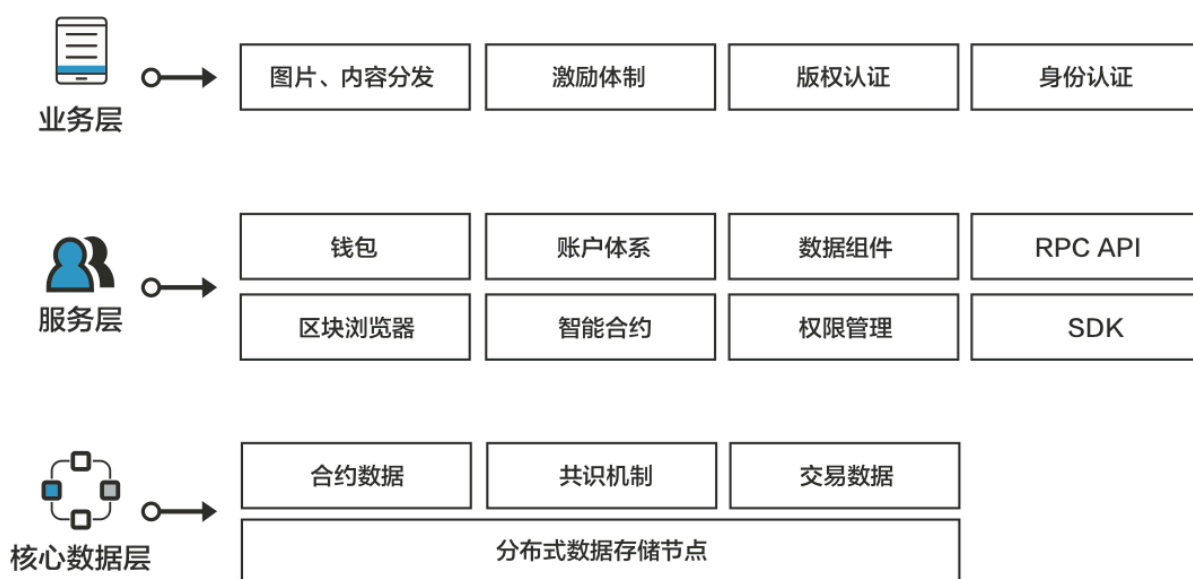 业务层
图片、内容分发
激励体制
版权认证
身份认证
服务层
钱包
账户体系
数据组件
RPC API
区块浏览器
智能合约
权限管理
SDK
核心数据层
合约数据
共识机制
交易数据
分布式数据存储节点